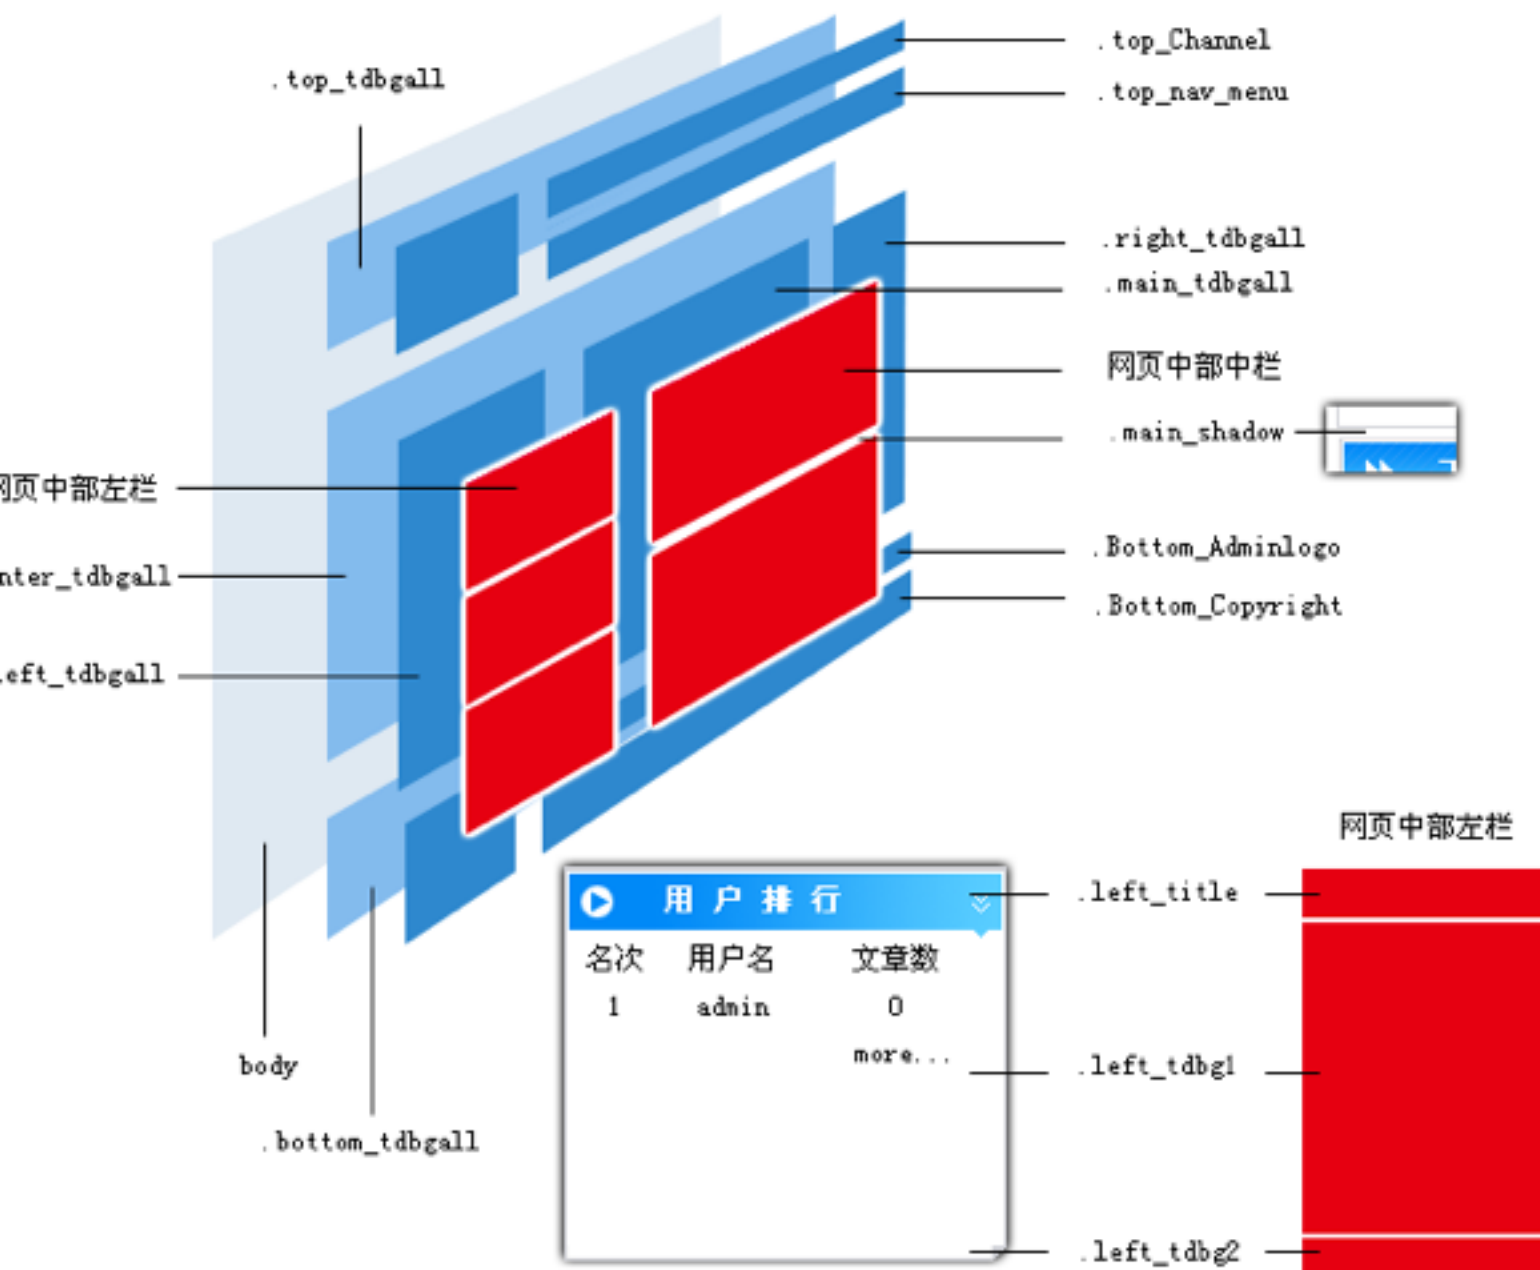 .top_Channel
.top_tdbgall
.top_nav_menu
.right_tdbgall
.main_tdbgall
网页中部中栏
.main_shadow
网页中部左栏
.Bottom_Adminlogo
nter_tdbgall
.Bottom_Copyright
left_tdbgall
网页中部左栏
用户排行
.left_title
名次 用户名 文章数
1 admin 0
more...
body
.left_tdbg1
.bottom_tdbgall
.left_tdbg2